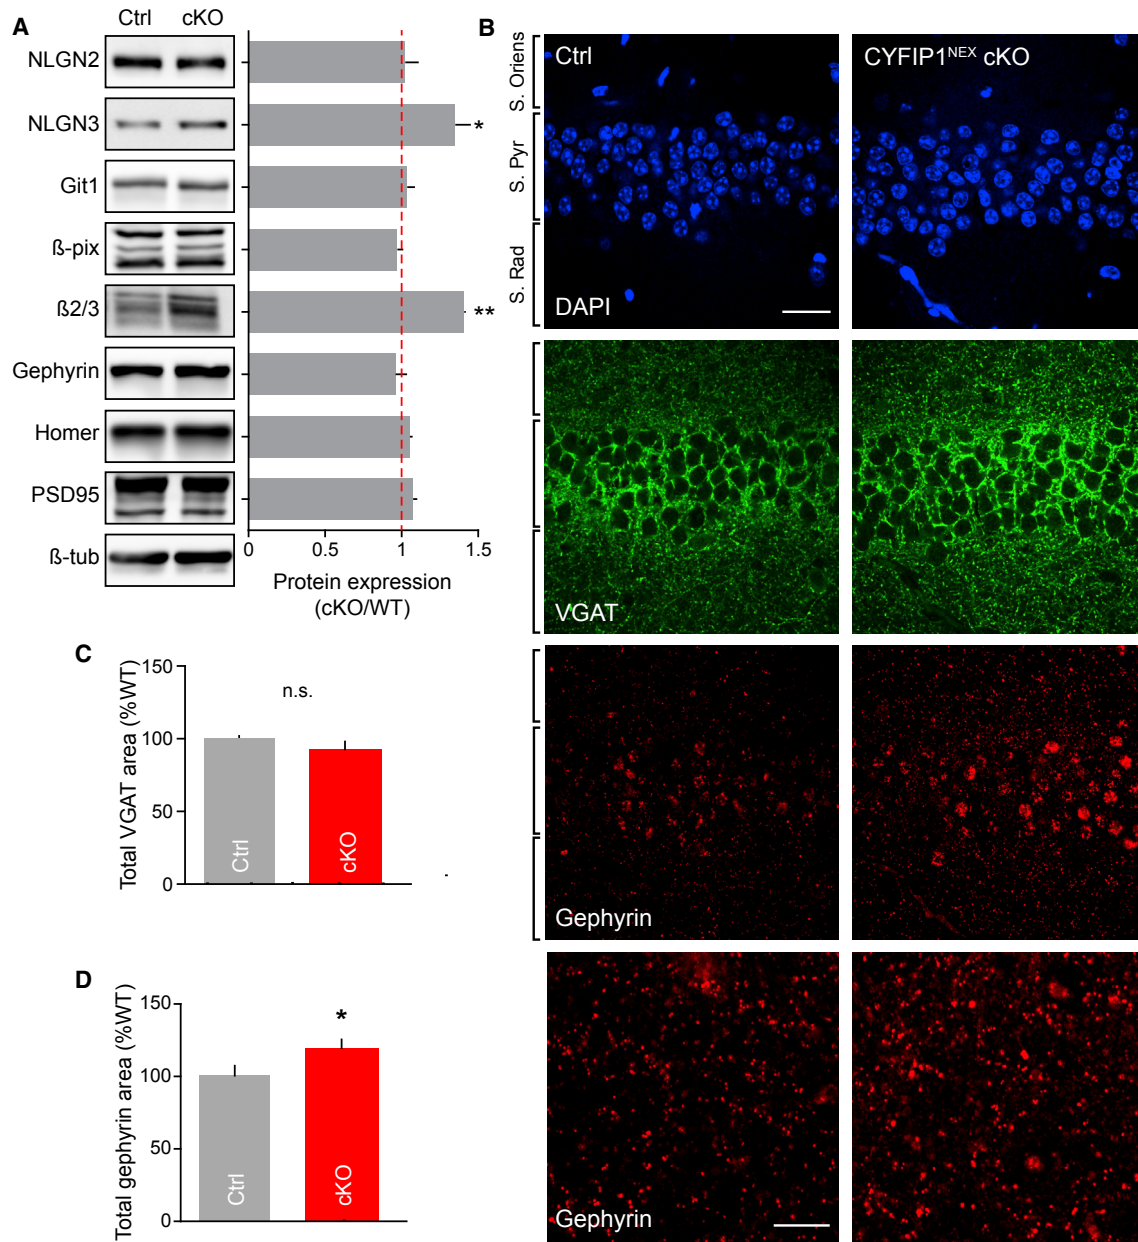 A
Ctrl cKO
NLGN2
NLGN3
*
Git1
ß-pix
ß2/3
**
Gephyrin
Homer
PSD95
ß-tub
0 0.5 1 1.5
Protein expression
(cKO/WT)
B
S. Oriens
S. Pyr
S. Rad
Ctrl
CYFIP1NEX cKO
DAPI
VGAT
Gephyrin
Gephyrin
C
Total VGAT area (%WT)
150
100
50
0
n.s.
Ctrl
cKO
D
Total gephyrin area (%WT)
150
100
50
0
*
Ctrl
cKO